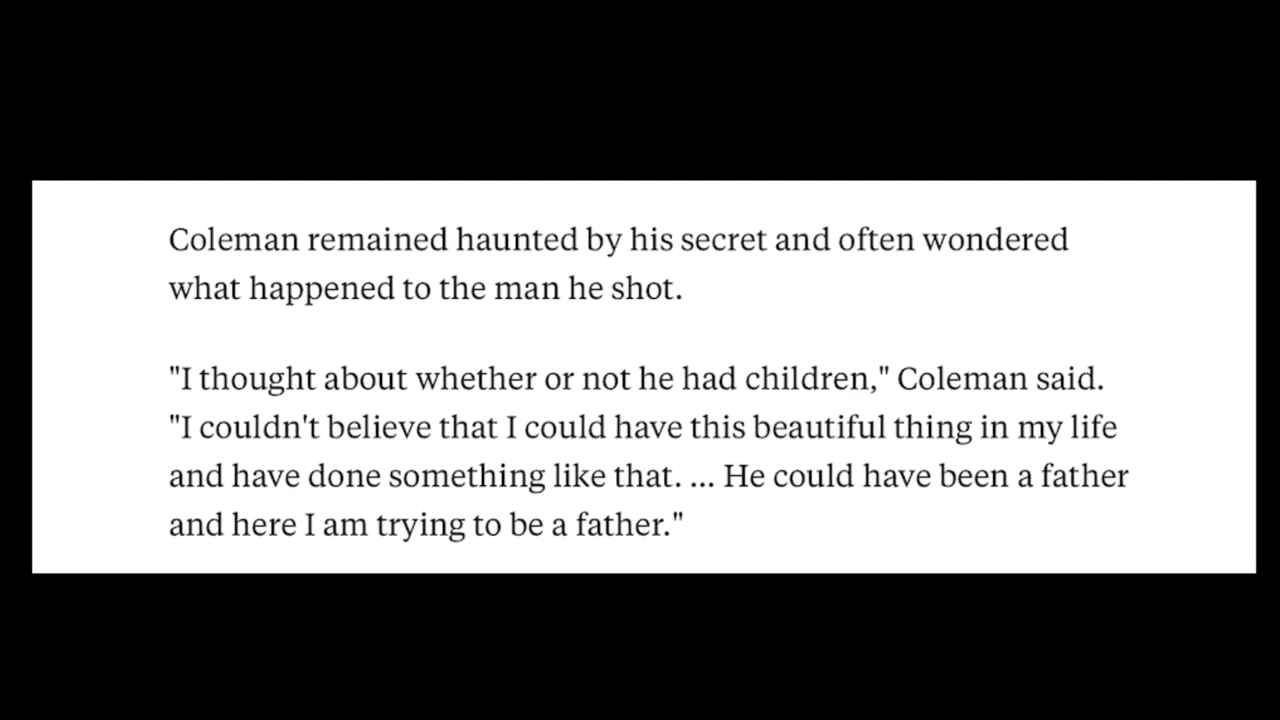 Coleman remained haunted by his secret and often wondered
what happened to the man he shot.
"I thought about whether or not he had children," Coleman said.
"I couldn't believe that I could have this beautiful thing in my life
and have done something like that. ... He could have been a father
and here I am trying to be a father."